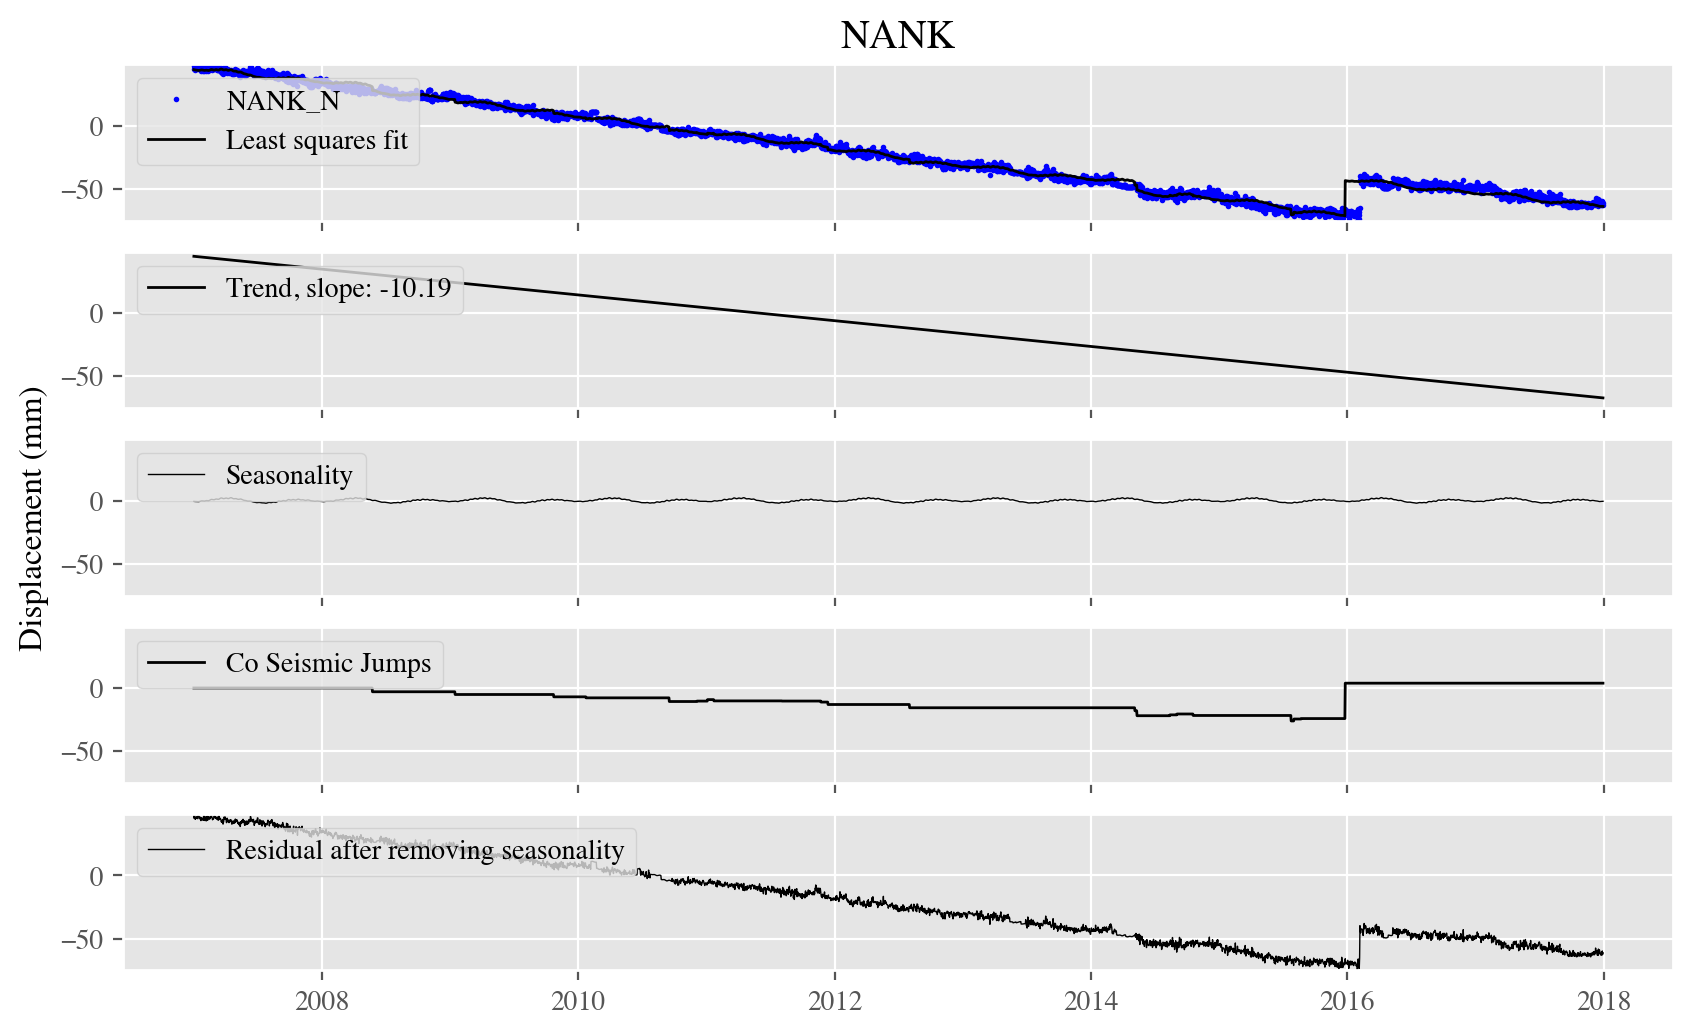 NANK
NANK_N
Least squares fit
0
−50
Trend, slope: -10.19
0
−50
Displacement (mm)
Seasonality
0
−50
Co Seismic Jumps
0
−50
Residual after removing seasonality
0
−50
2008 2010 2012 2014 2016 2018